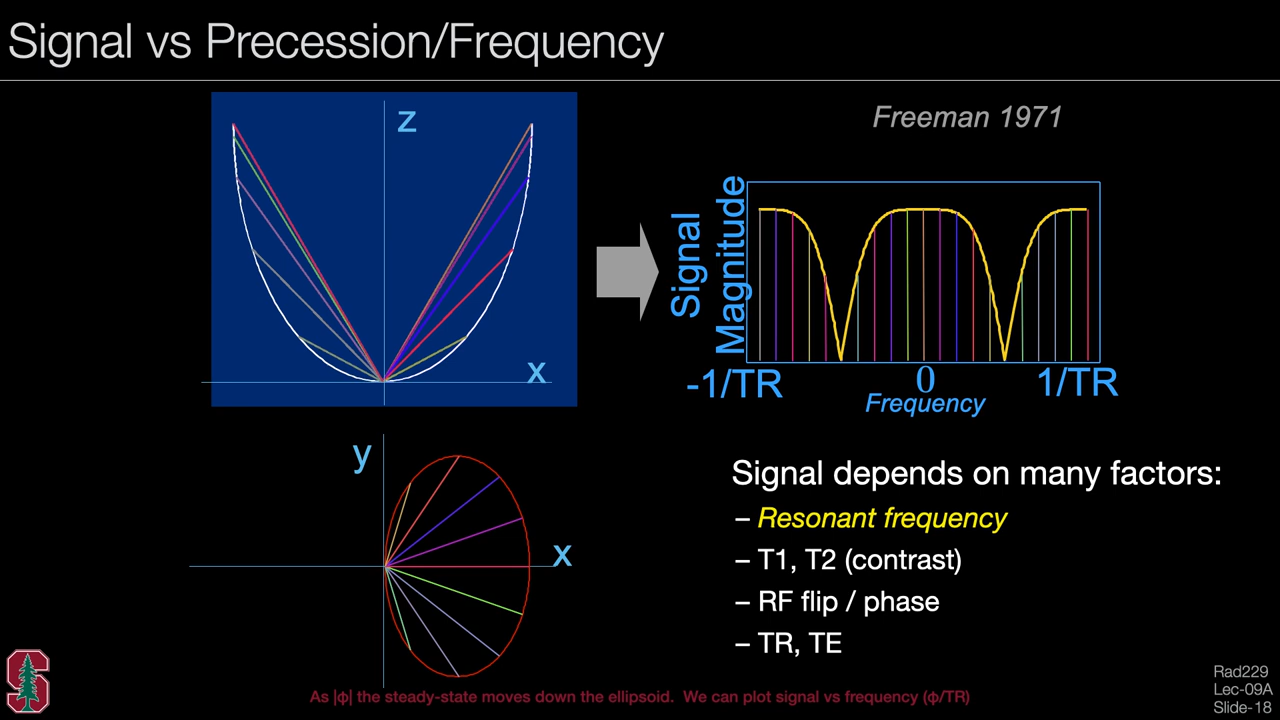 Signal vs Precession/Frequency
z
x
Freeman 1971
Signal
Magnitude
-1/TR
0
1/TR
Frequency
y
x
Signal depends on many factors:
– Resonant frequency
– T1, T2 (contrast)
– RF flip / phase
– TR, TE
As |ϕ| the steady-state moves down the ellipsoid. We can plot signal vs frequency (ϕ/TR)
Rad229
Lec-09A
Slide-18
S